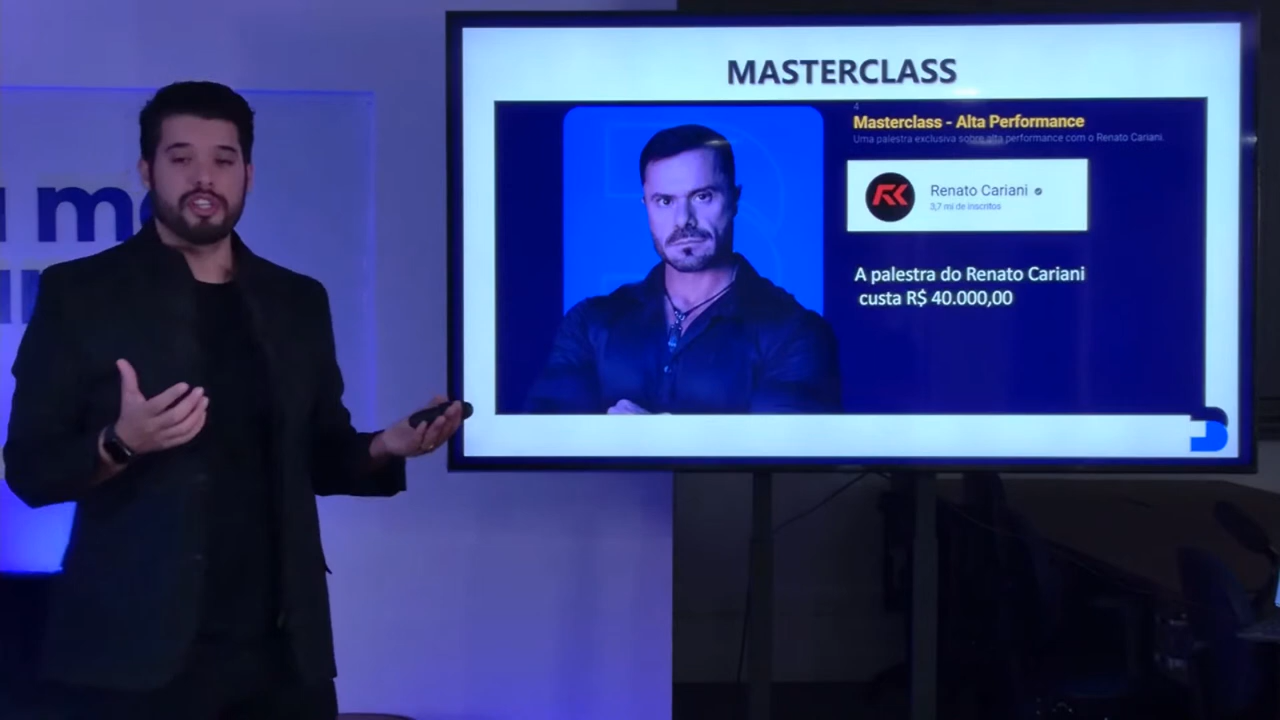 MASTERCLASS
4
Masterclass - Alta Performance
Uma palestra exclusiva sobre alta performance com o Renato Cariani.
RK
Renato Cariani
3,7 mi de inscritos
A palestra do Renato Cariani
custa R$ 40.000,00